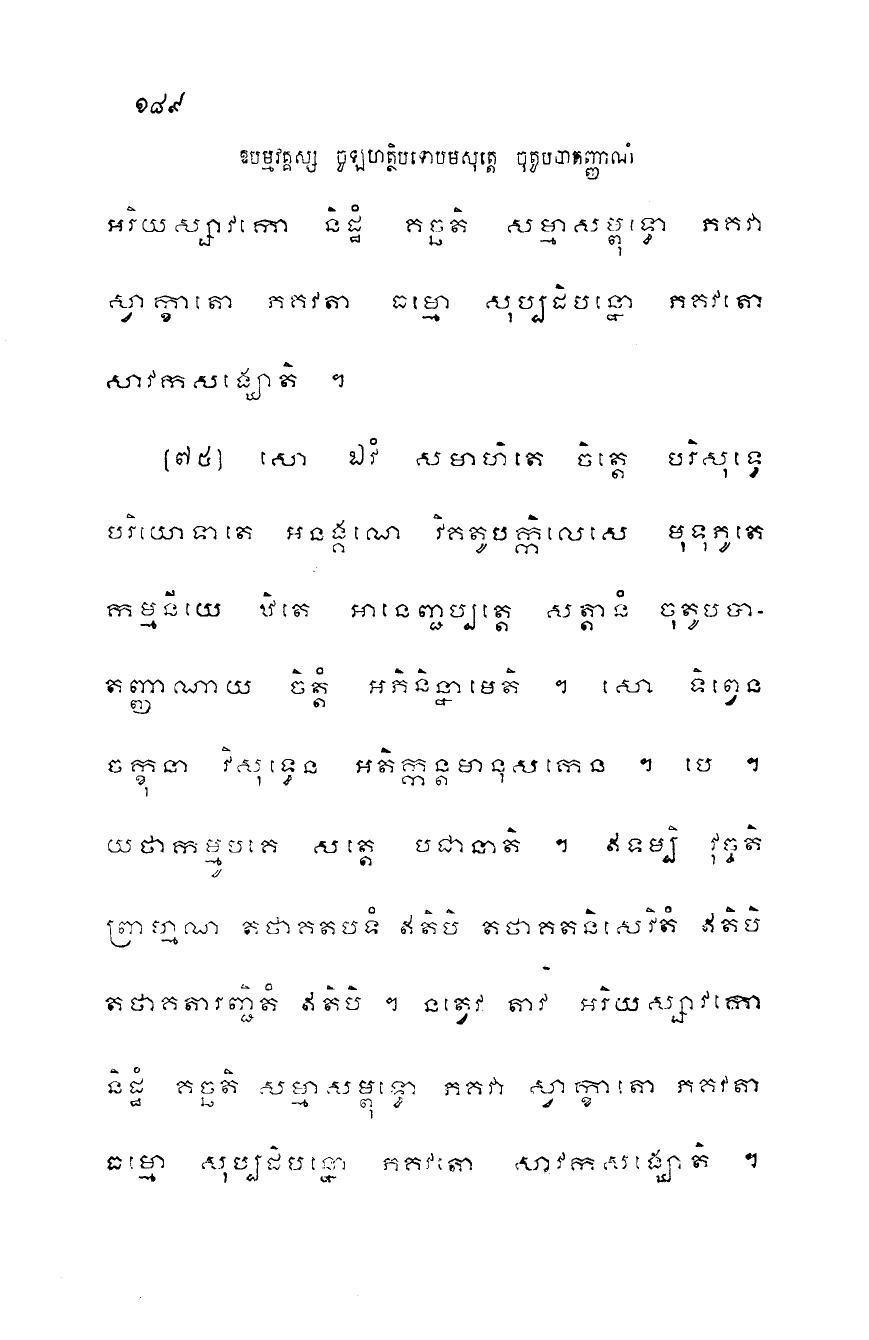 ១៨៩
ឧបម្មវគ្គស្ស ចូឡហត្ថិបទោបមសុត្តេ ចុតូបបាតញ្ញាណំ
អរិយស្សាវកោ និដ្ឋំ គច្ឆតិ សម្មាសម្ពុទ្ធោ ភគវា
ស្វាក្ខាតោ ភគវតា ធម្មោ សុប្បដិបន្នោ ភគវតោ
សាវកសង្ឃោតិ ។
(៧៥) សោ ឯវំ សមាហិតេ ចិត្តេ បរិសុទ្ធេ
បរិយោទាតេ អនង្គណេ វិគតូបក្កិលេសេ មុទុភូតេ
កម្មនីយេ ឋិតេ អានេញ្ជប្បត្តេ សត្តានំ ចុតូបបា-
តញ្ញាណាយ ចិត្តំ អភិនិន្នាមេតិ ។ សោ ទិព្វេន
ចក្ខុនា វិសុទ្ធេន អតិក្កន្តមានុសកេន ។ បេ ។
យថាកម្មូបគេ សត្តេ បជានាតិ ។ ឥទម្បិ វុច្ចតិ
ព្រាហ្មណ តថាគតបទំ ឥតិបិ តថាគតនិសេវិតំ ឥតិបិ
តថាគតារញ្ជិតំ ឥតិបិ ។ នត្វេវ តាវ អរិយស្សាវកោ
និដ្ឋំ គច្ឆតិ សម្មាសម្ពុទ្ធោ ភគវា ស្វាក្ខាតោ ភគវតា
ធម្មោ សុប្បដិបន្នោ ភគវតោ សាវកសង្ឃោតិ ។